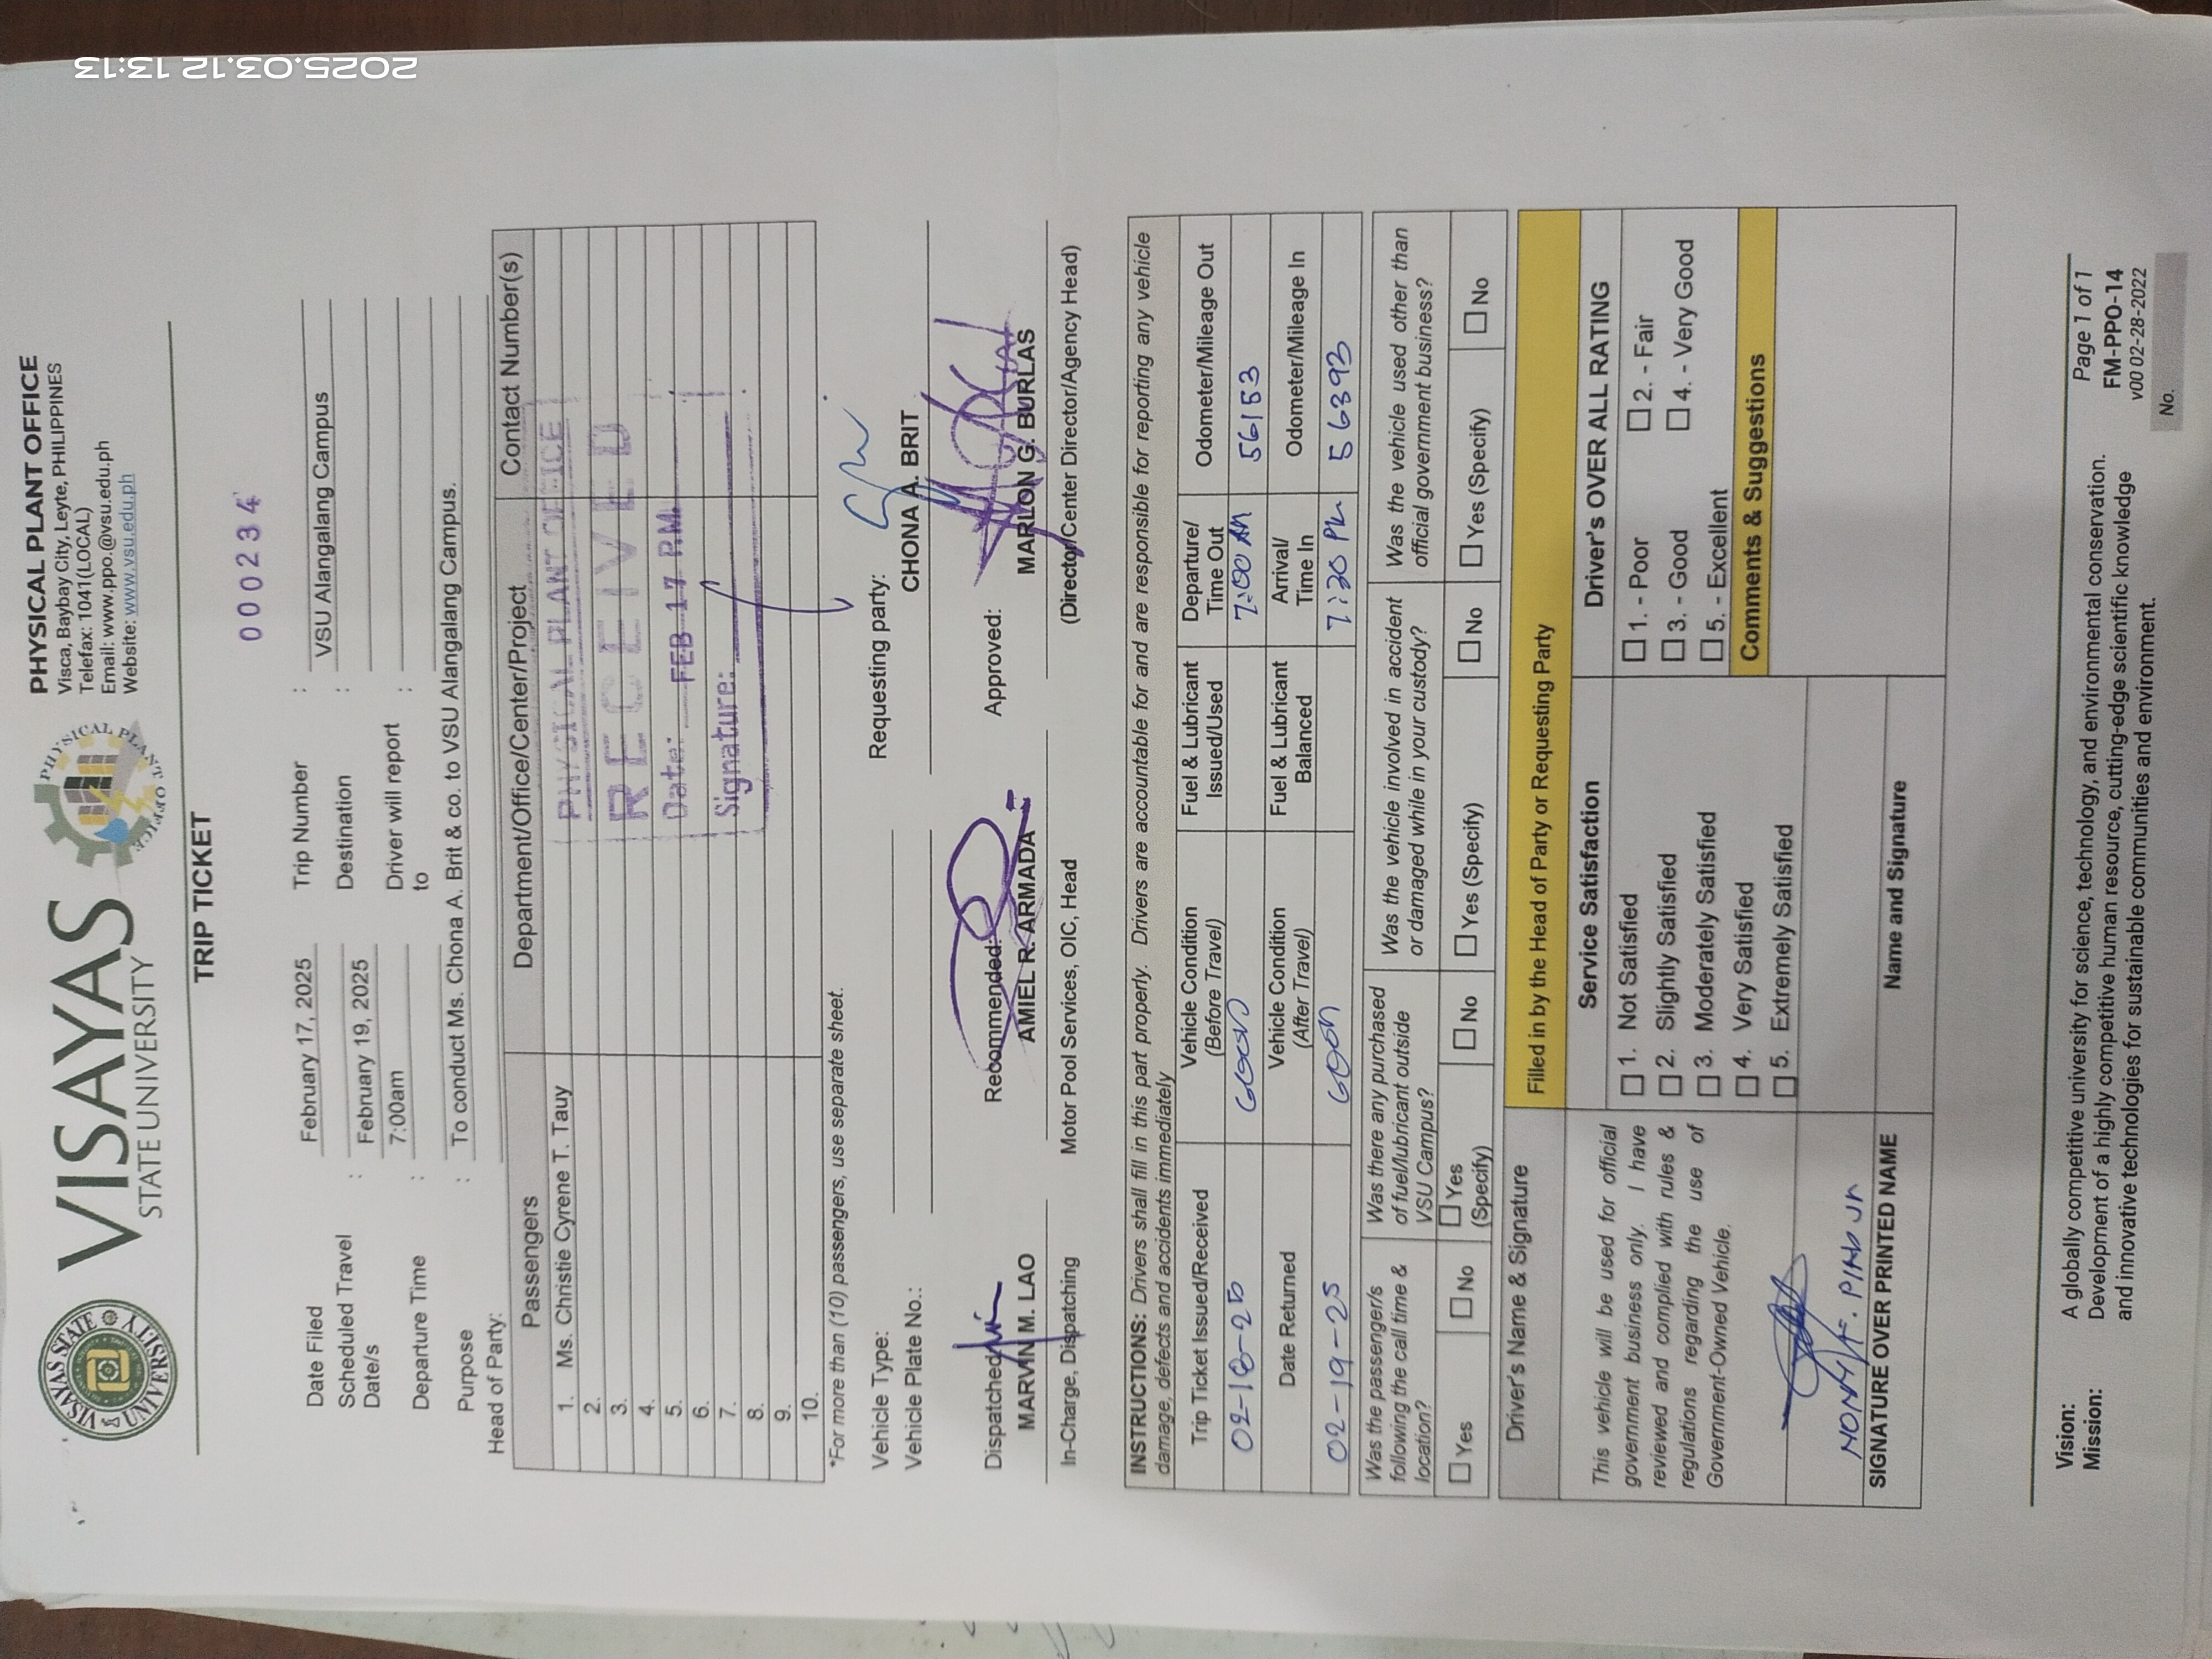 2025.03.12 13:13
VISAYAS STATE UNIVERSITY
VISAYAS
STATE UNIVERSITY
PHYSICAL PLANT OFFICE
PHYSICAL PLANT OFFICE
Visca, Baybay City, Leyte, PHILIPPINES
Telefax: 1041(LOCAL)
Email: www.ppo.@vsu.edu.ph
Website: www.vsu.edu.ph
TRIP TICKET
000234
Date Filed February 17, 2025 Trip Number :
Scheduled Travel Date/s : February 19, 2025 Destination : VSU Alangalang Campus
Departure Time : 7:00am Driver will report to :
Purpose : To conduct Ms. Chona A. Brit & co. to VSU Alangalang Campus.
Head of Party:
Passengers Department/Office/Center/Project Contact Number(s)
1. Ms. Christie Cyrene T. Tauy
2.
3.
4.
5.
6.
7.
8.
9.
10.
PHYSICAL PLANT OFFICE
RECEIVED
Date: FEB 17 P.M.
Signature:
*For more than (10) passengers, use separate sheet.
Vehicle Type:
Vehicle Plate No.:
Requesting party:
CHONA A. BRIT
Dispatched: Recommended: Approved:
MARVIN M. LAO AMIEL R. ARMADA MARLON G. BURLAS
In-Charge, Dispatching Motor Pool Services, OIC, Head (Director/Center Director/Agency Head)
INSTRUCTIONS: Drivers shall fill in this part properly. Drivers are accountable for and are responsible for reporting any vehicle
damage, defects and accidents immediately
Trip Ticket Issued/Received Vehicle Condition (Before Travel) Fuel & Lubricant Issued/Used Departure/ Time Out Odometer/Mileage Out
02-18-25 GOOD 7:00 AM 56153
Date Returned Vehicle Condition (After Travel) Fuel & Lubricant Balanced Arrival/ Time In Odometer/Mileage In
02-19-25 GOOD 7:30 PM 56393
Was the passenger/s following the call time & location? Was there any purchased of fuel/lubricant outside VSU Campus? Was the vehicle involved in accident or damaged while in your custody? Was the vehicle used other than official government business?
☐ Yes ☐ No ☐ Yes (Specify) ☐ No ☐ Yes (Specify) ☐ No ☐ Yes (Specify) ☐ No
Driver's Name & Signature
This vehicle will be used for official
government business only. I have
reviewed and complied with rules &
regulations regarding the use of
Government-Owned Vehicle.
SIGNATURE OVER PRINTED NAME
Filled in by the Head of Party or Requesting Party
Service Satisfaction
☐ 1. Not Satisfied
☐ 2. Slightly Satisfied
☐ 3. Moderately Satisfied
☐ 4. Very Satisfied
☐ 5. Extremely Satisfied
Name and Signature
Driver's OVER ALL RATING
☐ 1. - Poor ☐ 2. - Fair
☐ 3. - Good ☐ 4. - Very Good
☐ 5. - Excellent
Comments & Suggestions
Vision: A globally competitive university for science, technology, and environmental conservation.
Mission: Development of a highly competitive human resource, cutting-edge scientific knowledge
and innovative technologies for sustainable communities and environment.
Page 1 of 1
FM-PPO-14
v00 02-28-2022
No.